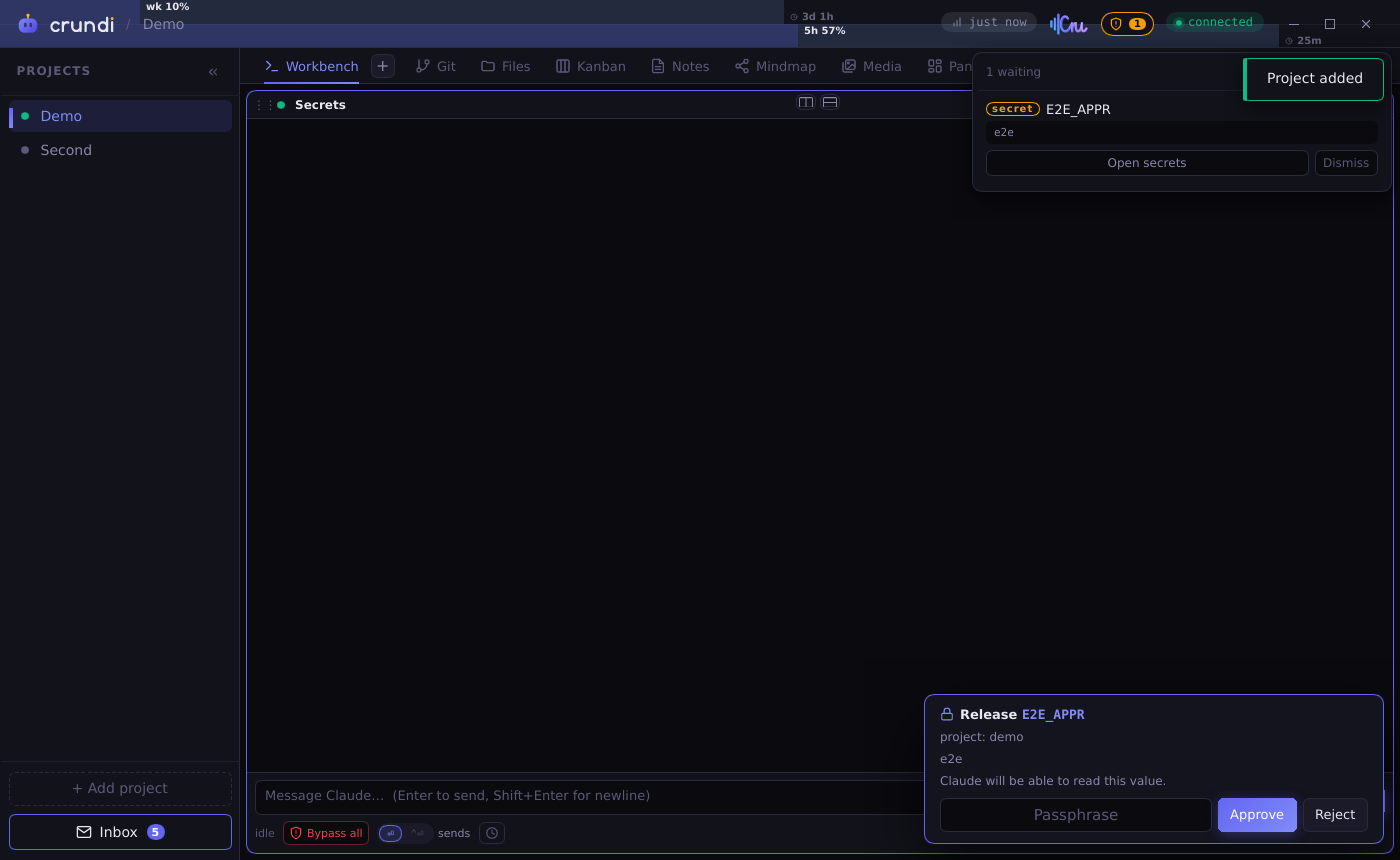 wk 10%
crundi / Demo
3d 1h
5h 57%
just now
Cru
1
connected
25m
PROJECTS
«
Demo
Second
Workbench + Git Files Kanban Notes Mindmap Media Pan
Secrets
1 waiting
Project added
secret E2E_APPR
e2e
Open secrets Dismiss
Release E2E_APPR
project: demo
e2e
Claude will be able to read this value.
Passphrase Approve Reject
Message Claude... (Enter to send, Shift+Enter for newline)
idle Bypass all ⏎ ^⏎ sends
+ Add project
Inbox 5